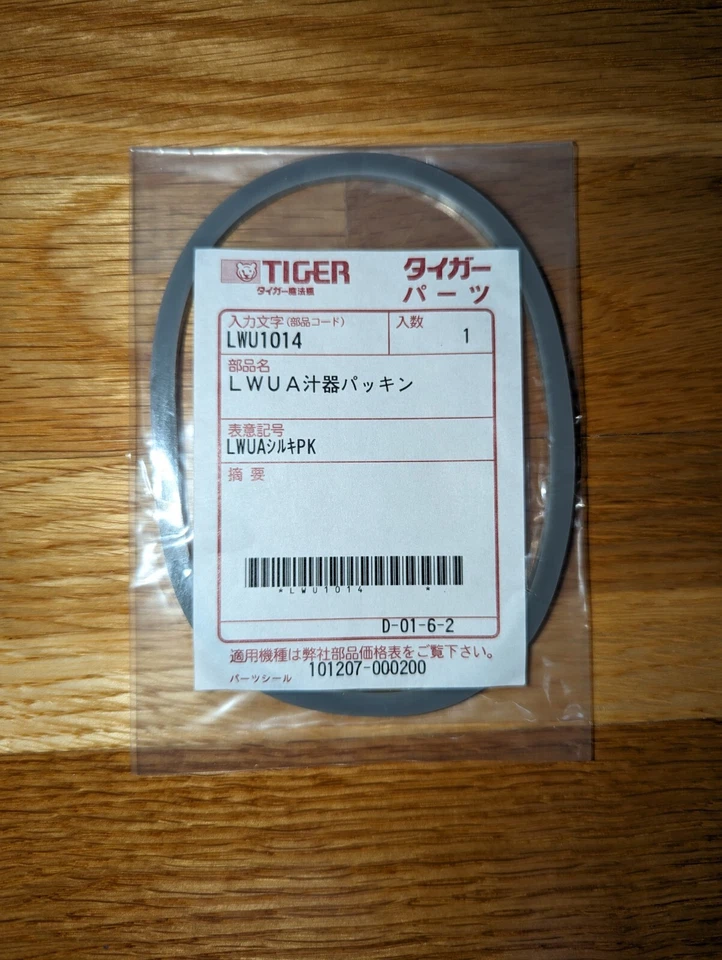 TIGER タイガー
タイガー魔法瓶 パーツ
入力文字(部品コード) 入数
LWU1014 1
部品名
LWUA汁器パッキン
表意記号
LWUAシルキPK
摘要
*LWU1014 *
D-01-6-2
適用機種は弊社部品価格表をご覧下さい。
パーツシール 101207-000200